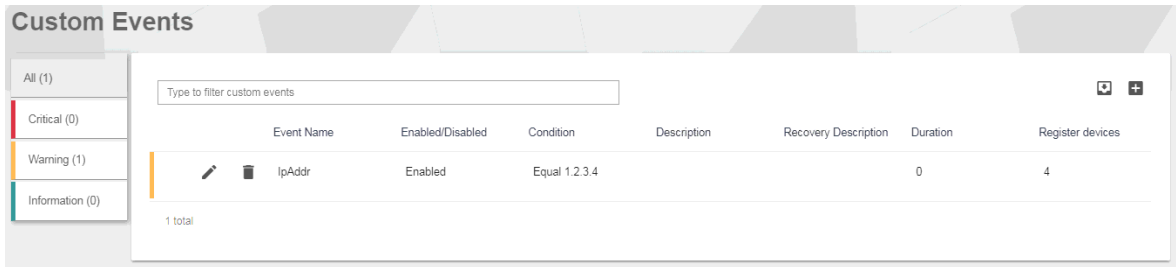 Custom Events
All (1)
Critical (0)
Warning (1)
Information (0)
Type to filter custom events
Event Name Enabled/Disabled Condition Description Recovery Description Duration Register devices
IpAddr Enabled Equal 1.2.3.4 0 4
1 total